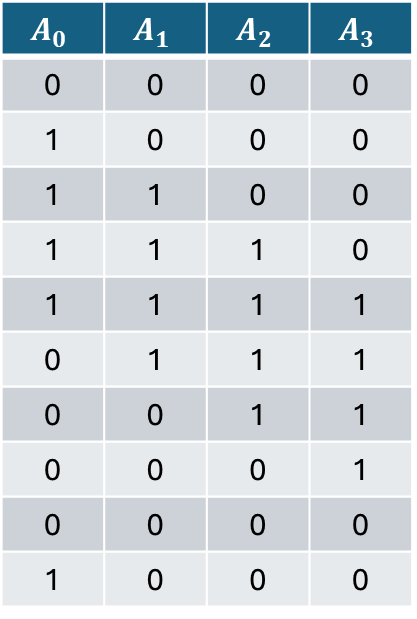 A₀ A₁ A₂ A₃
0 0 0 0
1 0 0 0
1 1 0 0
1 1 1 0
1 1 1 1
0 1 1 1
0 0 1 1
0 0 0 1
0 0 0 0
1 0 0 0